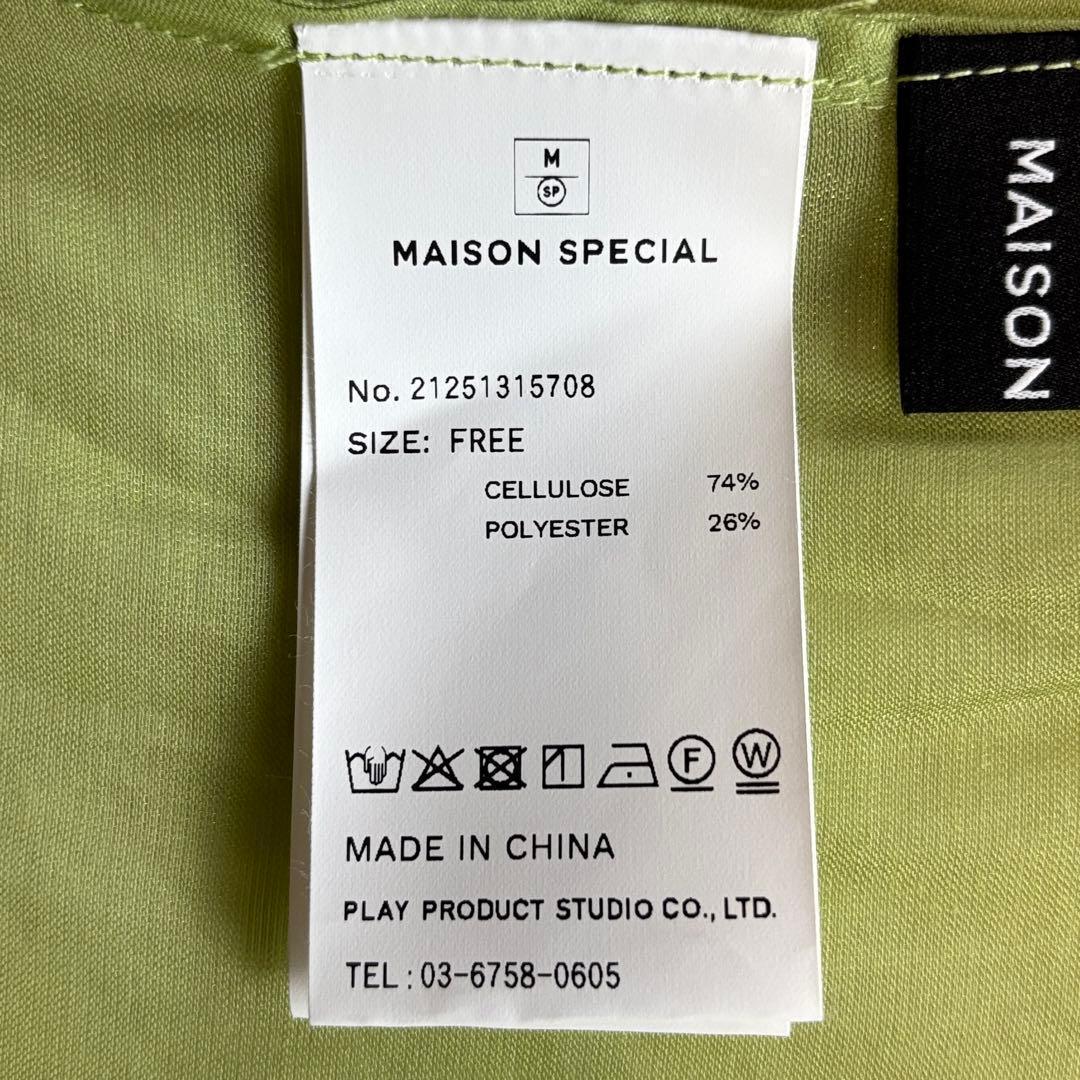 M
SP
MAISON SPECIAL
No. 21251315708
SIZE: FREE
CELLULOSE 74%
POLYESTER 26%
F W
MADE IN CHINA
PLAY PRODUCT STUDIO CO., LTD.
TEL : 03-6758-0605
MAISON